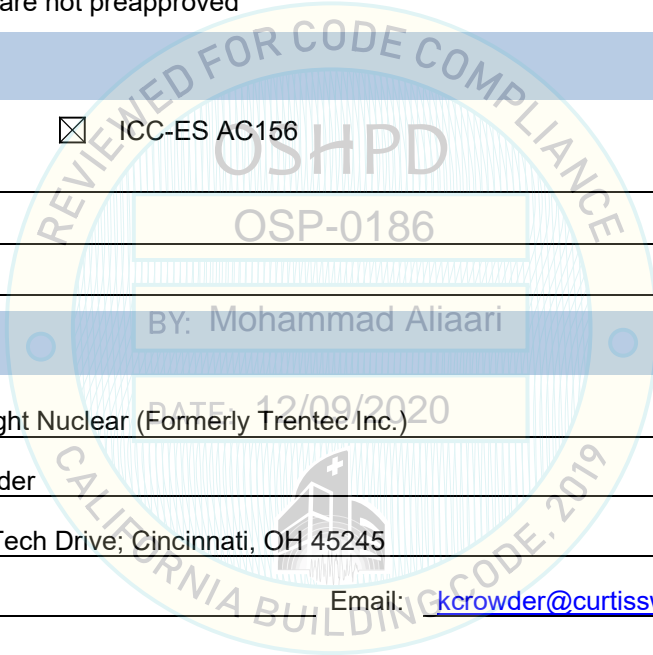 are not preapproved
REVIEWED FOR CODE COMPLIANCE
ICC-ES AC156
OSHPD
OSP-0186
BY: Mohammad Aliaari
DATE: 12/09/2020
ght Nuclear (Formerly Trentec Inc.)
der
Tech Drive; Cincinnati, OH 45245
Email: kcrowder@curtissw
CALIFORNIA BUILDING CODE, 2019